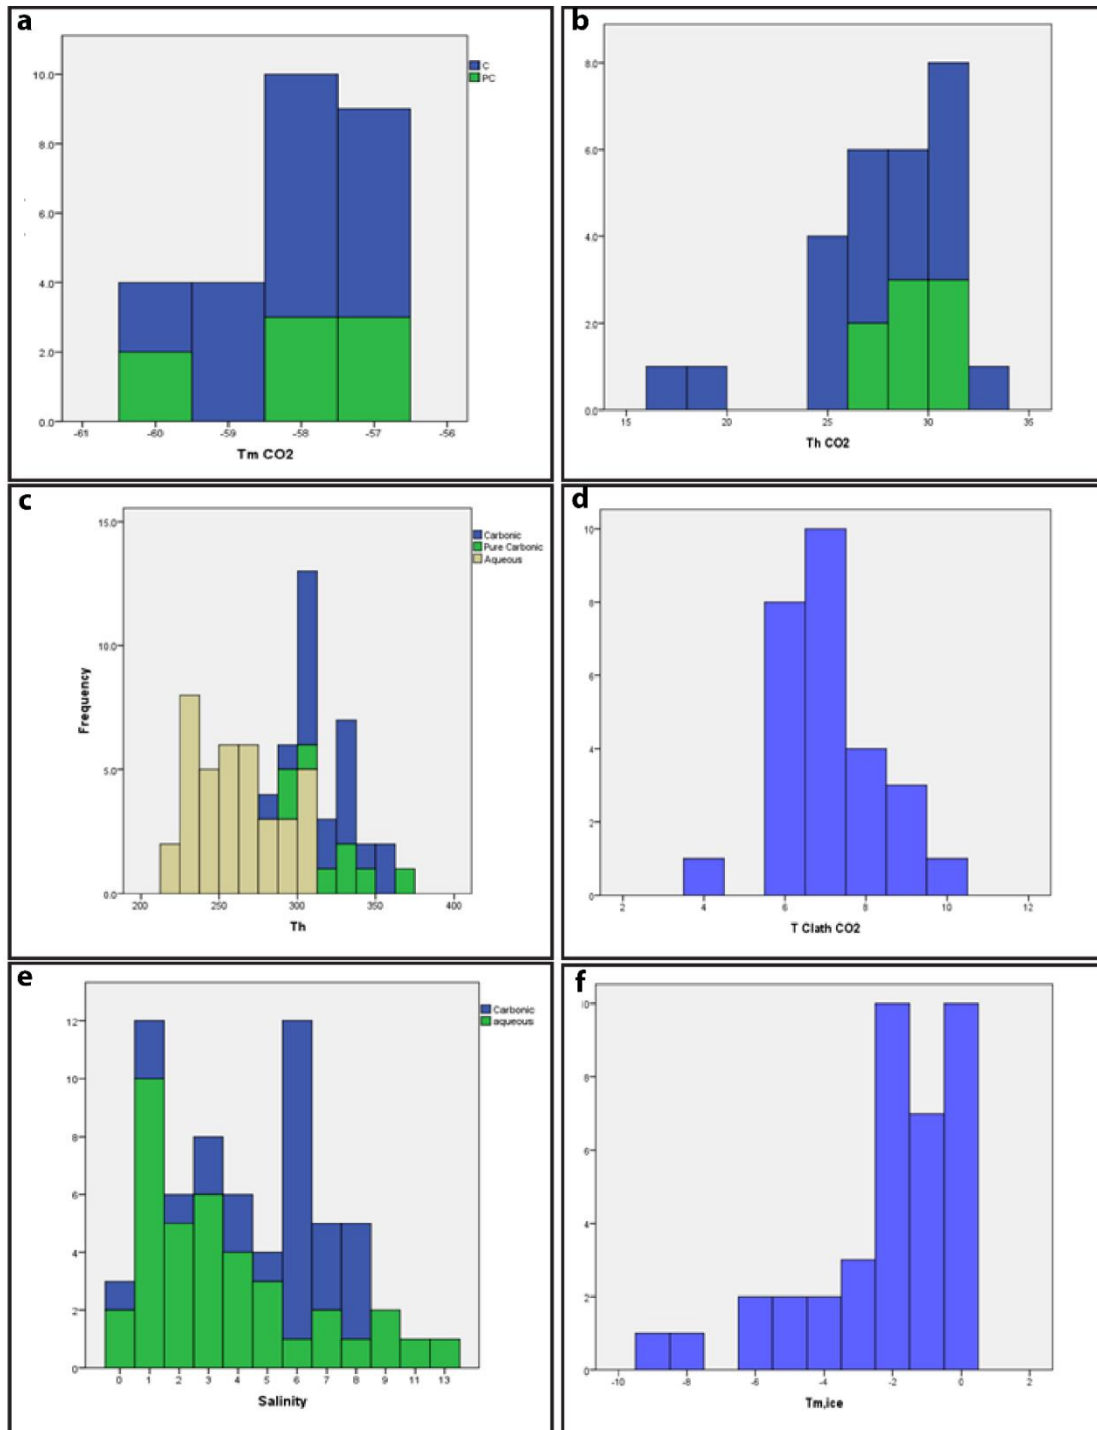 a
10.0
8.0
6.0
4.0
2.0
0.0
-61 -60 -59 -58 -57 -56
Tm CO2
C
PC
b
8.0
6.0
4.0
2.0
0.0
15 20 25 30 35
Th CO2
c
15.0
10.0
5.0
0.0
Frequency
200 250 300 350 400
Th
Carbonic
Pure Carbonic
Aqueous
d
10
8
6
4
2
0
2 4 6 8 10 12
T Clath CO2
e
12
10
8
6
4
2
0
0 1 2 3 4 5 6 7 8 9 11 13
Salinity
Carbonic
aqueous
f
10
8
6
4
2
0
-10 -8 -6 -4 -2 0 2
Tm,ice